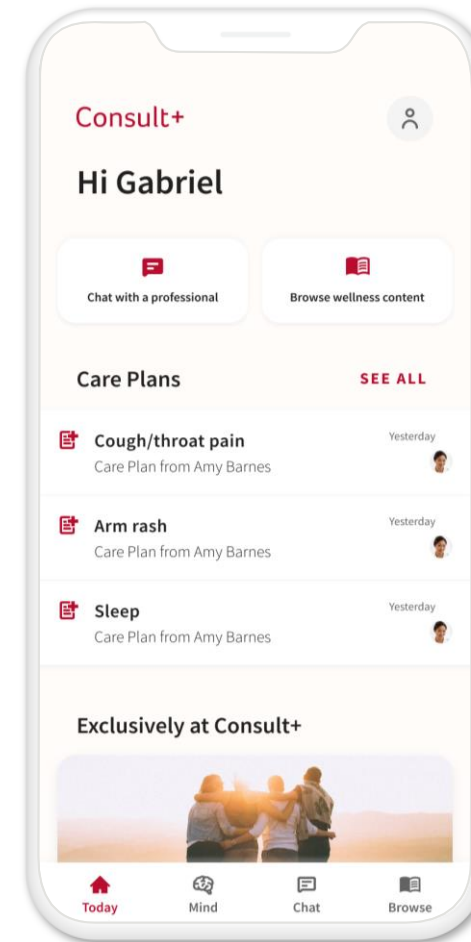 Consult+
Hi Gabriel
Chat with a professional
Browse wellness content
Care Plans
SEE ALL
Cough/throat pain
Yesterday
Care Plan from Amy Barnes
Arm rash
Yesterday
Care Plan from Amy Barnes
Sleep
Yesterday
Care Plan from Amy Barnes
Exclusively at Consult+
Today
Mind
Chat
Browse